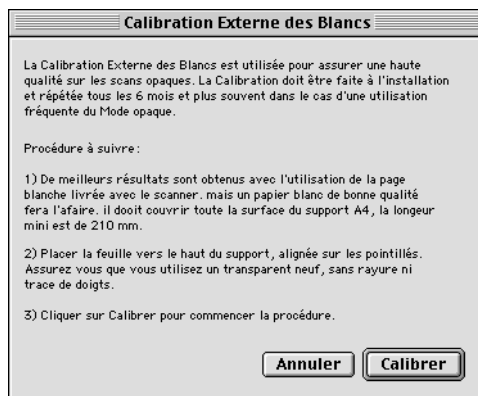 Calibration Externe des Blancs
La Calibration Externe des Blancs est utilisée pour assurer une haute
qualité sur les scans opaques. La Calibration doit être faite à l'installation
et répétée tous les 6 mois et plus souvent dans le cas d'une utilisation
fréquente du Mode opaque.
Procédure à suivre:
1) De meilleurs résultats sont obtenus avec l'utilisation de la page
blanche livrée avec le scanner. mais un papier blanc de bonne qualité
fera l'afaire. il dooit couvrir toute la surface du support A4, la longeur
mini est de 210 mm.
2) Placer la feuille vers le haut du support, alignée sur les pointillés.
Assurez vous que vous utilisez un transparent neuf, sans rayure ni
trace de doigts.
3) Cliquer sur Calibrer pour commencer la procédure.
Annuler Calibrer